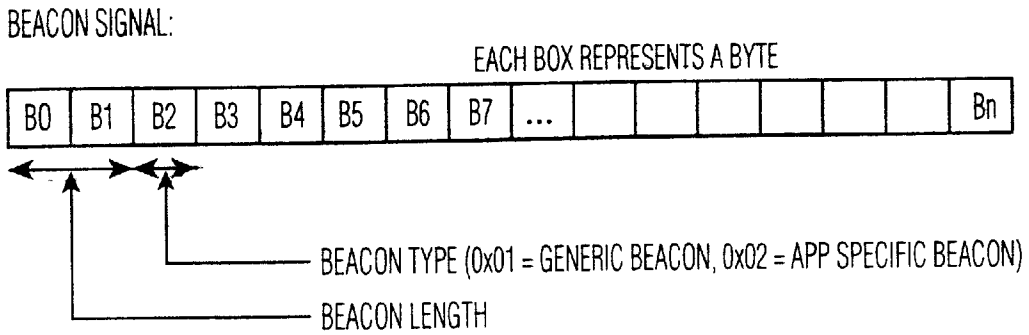 BEACON SIGNAL:
EACH BOX REPRESENTS A BYTE
B0 B1 B2 B3 B4 B5 B6 B7 ... Bn
BEACON TYPE (0x01 = GENERIC BEACON, 0x02 = APP SPECIFIC BEACON)
BEACON LENGTH